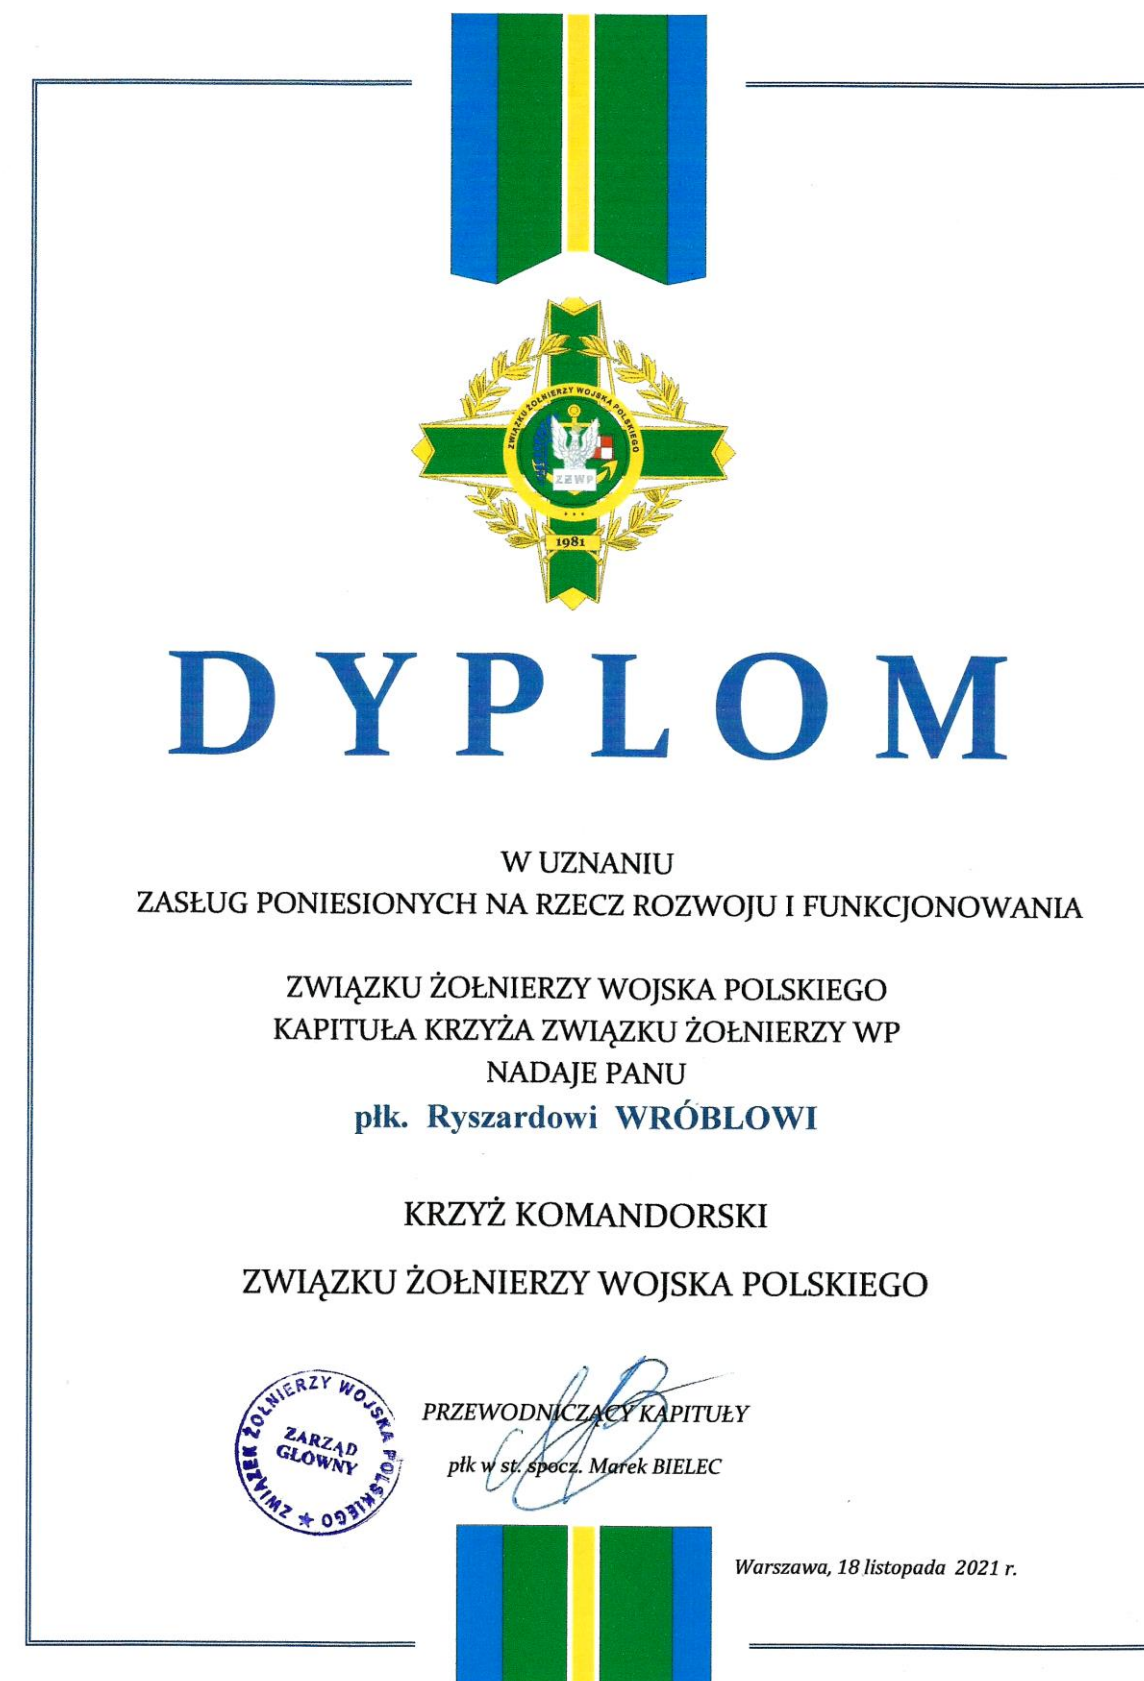 ZWIĄZKU ŻOŁNIERZY WOJSKA POLSKIEGO
ZŻWP
1981
DYPLOM
W UZNANIU
ZASŁUG PONIESIONYCH NA RZECZ ROZWOJU I FUNKCJONOWANIA
ZWIĄZKU ŻOŁNIERZY WOJSKA POLSKIEGO
KAPITUŁA KRZYŻA ZWIĄZKU ŻOŁNIERZY WP
NADAJE PANU
płk. Ryszardowi WRÓBLOWI
KRZYŻ KOMANDORSKI
ZWIĄZKU ŻOŁNIERZY WOJSKA POLSKIEGO
ZWIĄZEK ŻOŁNIERZY WOJSKA POLSKIEGO
ZARZĄD
GŁÓWNY
PRZEWODNICZĄCY KAPITUŁY
płk w st. spocz. Marek BIELEC
Warszawa, 18 listopada 2021 r.